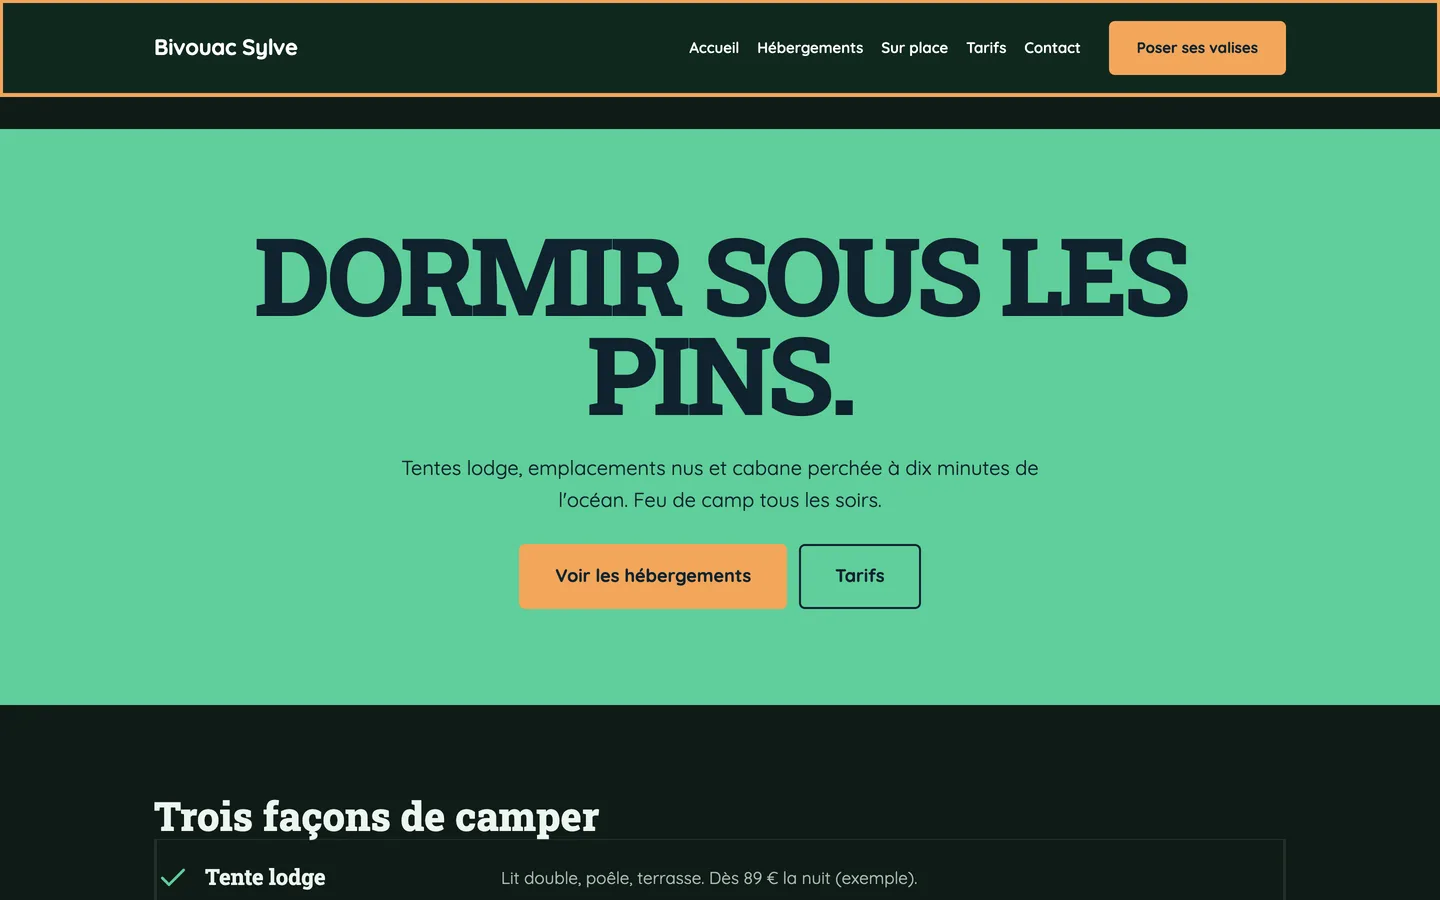 Bivouac Sylve
Accueil Hébergements Sur place Tarifs Contact Poser ses valises
DORMIR SOUS LES
PINS.
Tentes lodge, emplacements nus et cabane perchée à dix minutes de
l'océan. Feu de camp tous les soirs.
Voir les hébergements Tarifs
Trois façons de camper
Tente lodge Lit double, poêle, terrasse. Dès 89 € la nuit (exemple).